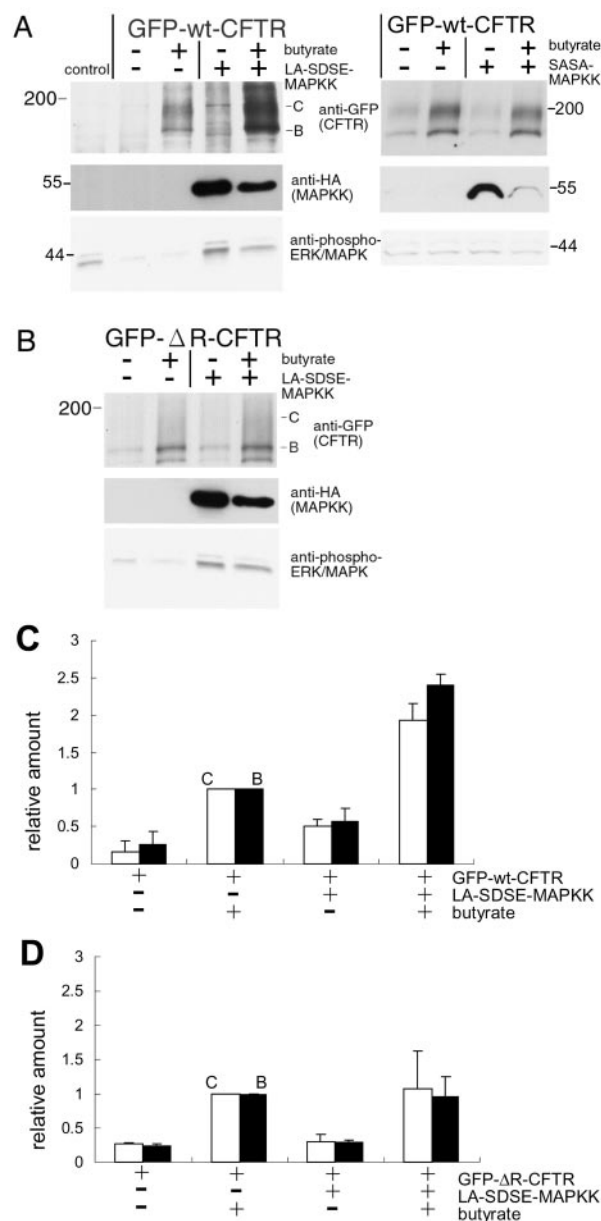 A
GFP-wt-CFTR
- + - + butyrate
control - - + + LA-SDSE-
MAPKK
200
C
B
anti-GFP
(CFTR)
55
anti-HA
(MAPKK)
44
anti-phospho-
ERK/MAPK
GFP-wt-CFTR
- + - + butyrate
- - + + SASA-
MAPKK
200
55
44
B
GFP-ΔR-CFTR
- + - + butyrate
- - + + LA-SDSE-
MAPKK
200
C
B
anti-GFP
(CFTR)
anti-HA
(MAPKK)
anti-phospho-
ERK/MAPK
C
relative amount
3
2.5
2
1.5
1
0.5
0
C B
+ + + + GFP-wt-CFTR
- - + + LA-SDSE-MAPKK
- + - + butyrate
D
relative amount
3
2.5
2
1.5
1
0.5
0
C B
+ + + + GFP-ΔR-CFTR
- - + + LA-SDSE-MAPKK
- + - + butyrate